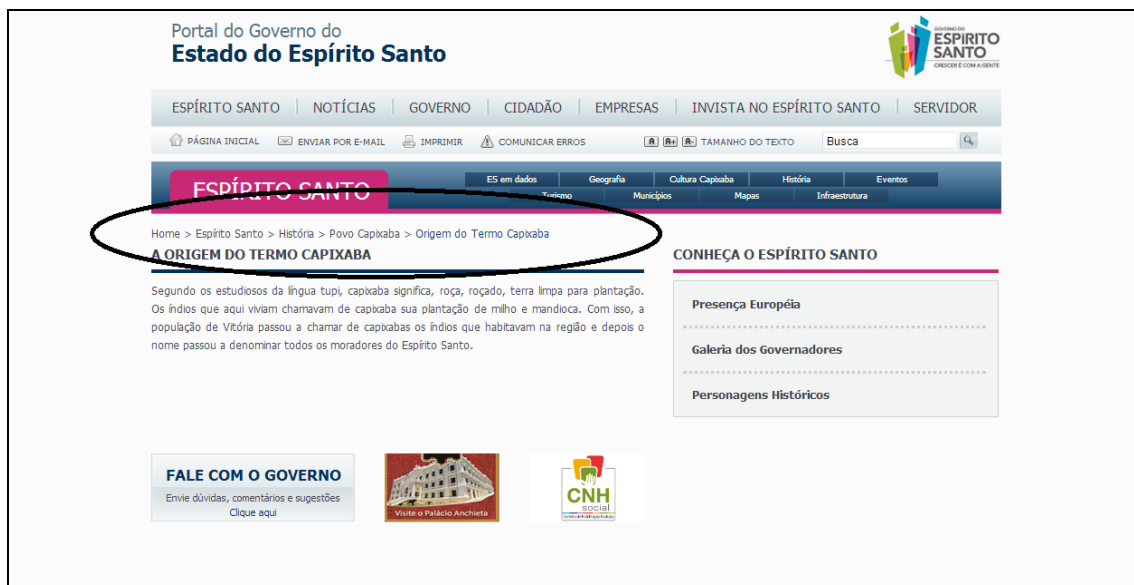 Portal do Governo do
Estado do Espírito Santo
GOVERNO DO
ESPÍRITO
SANTO
CRESCER É COM A GENTE
ESPÍRITO SANTO | NOTÍCIAS | GOVERNO | CIDADÃO | EMPRESAS | INVISTA NO ESPÍRITO SANTO | SERVIDOR
PÁGINA INICIAL ENVIAR POR E-MAIL IMPRIMIR COMUNICAR ERROS A A+ A- TAMANHO DO TEXTO Busca
ESPÍRITO SANTO
ES em dados Geografia Cultura Capixaba História Eventos
Turismo Municípios Mapas Infraestrutura
Home > Espírito Santo > História > Povo Capixaba > Origem do Termo Capixaba
A ORIGEM DO TERMO CAPIXABA
Segundo os estudiosos da língua tupi, capixaba significa, roça, roçado, terra limpa para plantação.
Os índios que aqui viviam chamavam de capixaba sua plantação de milho e mandioca. Com isso, a
população de Vitória passou a chamar de capixabas os índios que habitavam na região e depois o
nome passou a denominar todos os moradores do Espírito Santo.
CONHEÇA O ESPÍRITO SANTO
Presença Européia
Galeria dos Governadores
Personagens Históricos
FALE COM O GOVERNO
Envie dúvidas, comentários e sugestões
Clique aqui
Visite o Palácio Anchieta
CNH
social